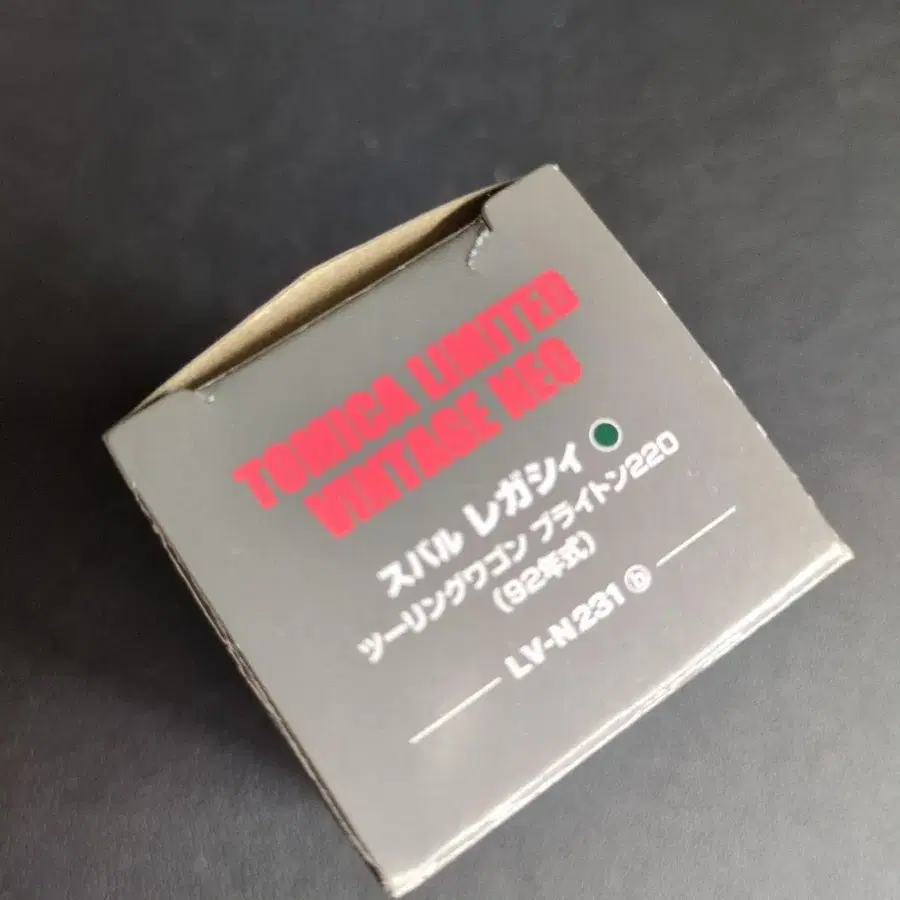 TOMICA LIMITED
VINTAGE NEO
スバル レガシィ
ツーリングワゴン ブライトン220
(92年式)
LV-N231ⓑ